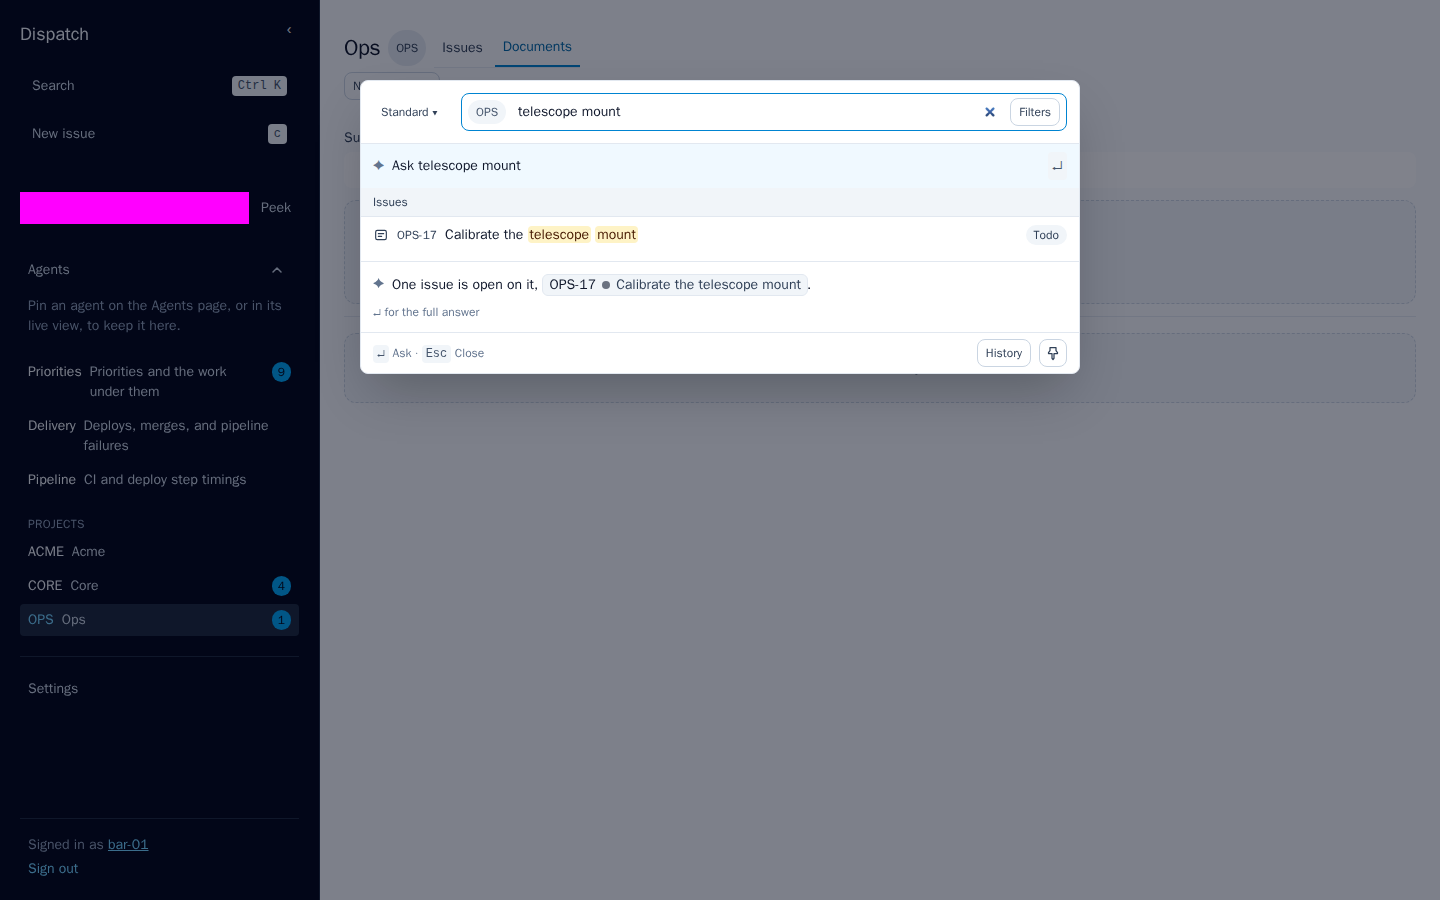 Dispatch
Search Ctrl K
New issue C
Peek
Agents
Pin an agent on the Agents page, or in its
live view, to keep it here.
Priorities Priorities and the work
under them 9
Delivery Deploys, merges, and pipeline
failures
Pipeline CI and deploy step timings
PROJECTS
ACME Acme
CORE Core 4
OPS Ops 1
Settings
Signed in as bar-01
Sign out
Ops OPS Issues Documents
Standard OPS telescope mount Filters
Ask telescope mount
Issues
OPS-17 Calibrate the telescope mount Todo
One issue is open on it, OPS-17 Calibrate the telescope mount.
↵ for the full answer
↵ Ask · Esc Close History